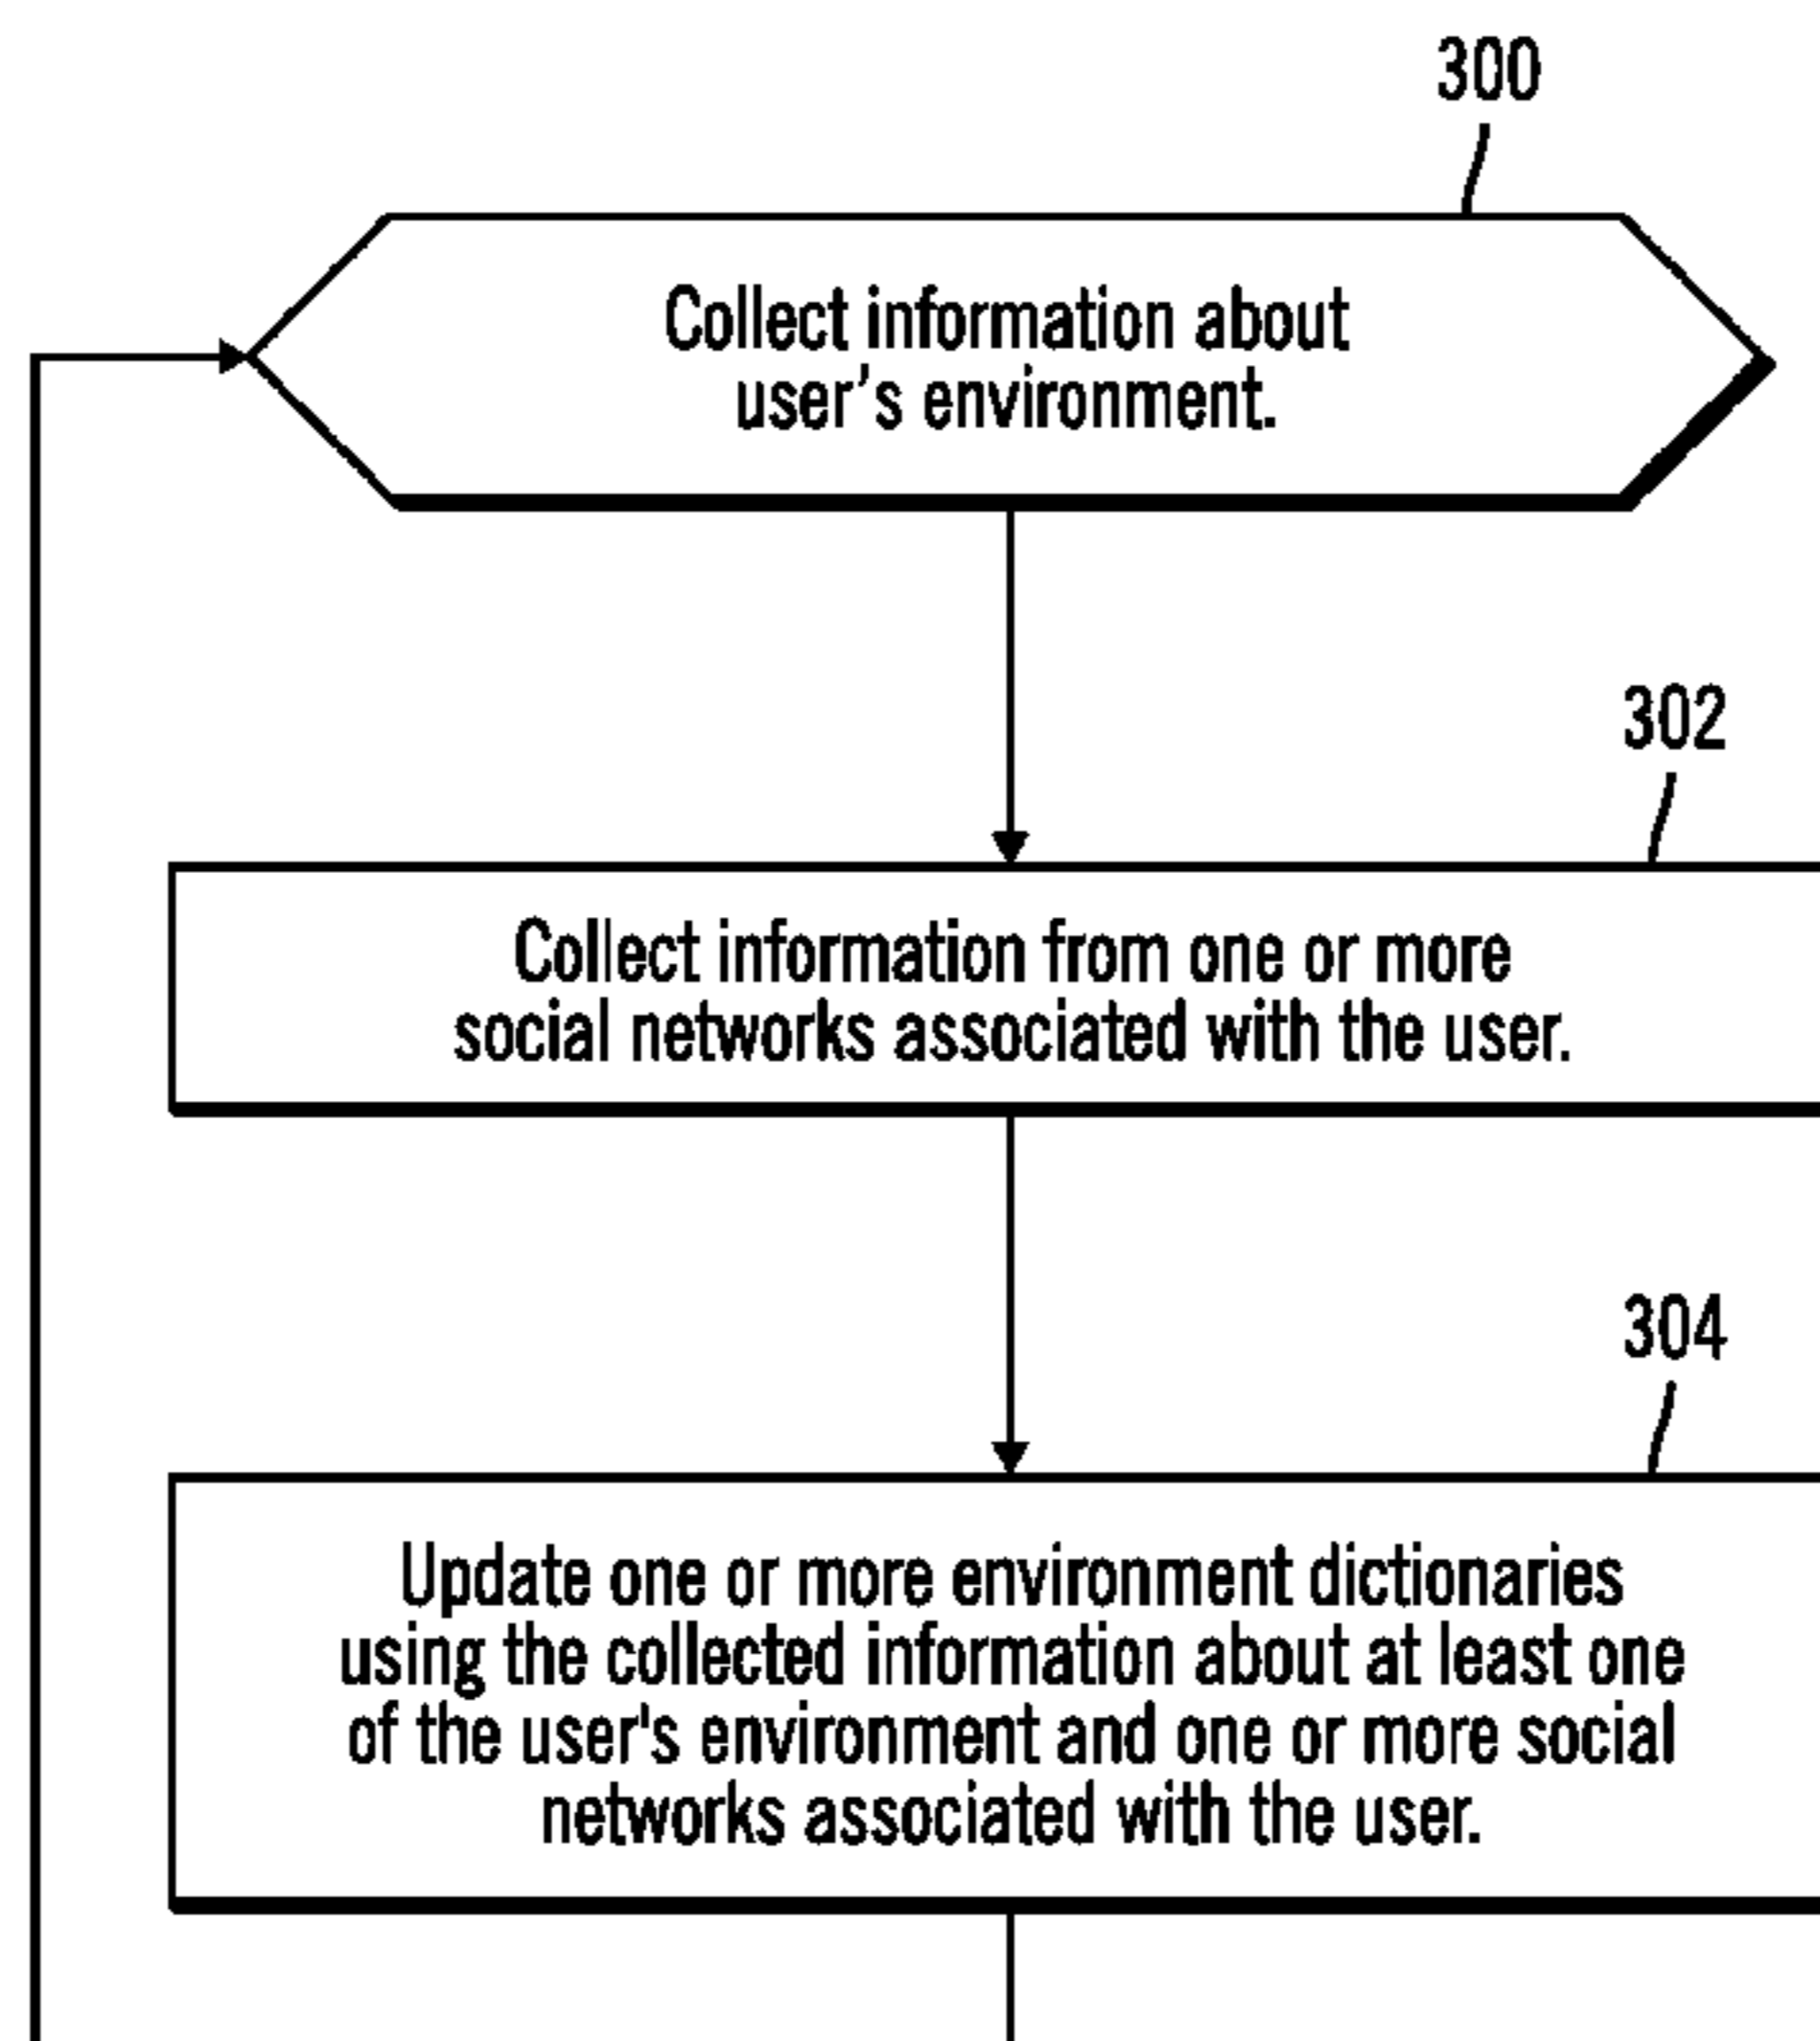 300
Collect information about
user’s environment.
302
Collect information from one or more
social networks associated with the user.
304
Update one or more environment dictionaries
using the collected information about at least one
of the user's environment and one or more social
networks associated with the user.